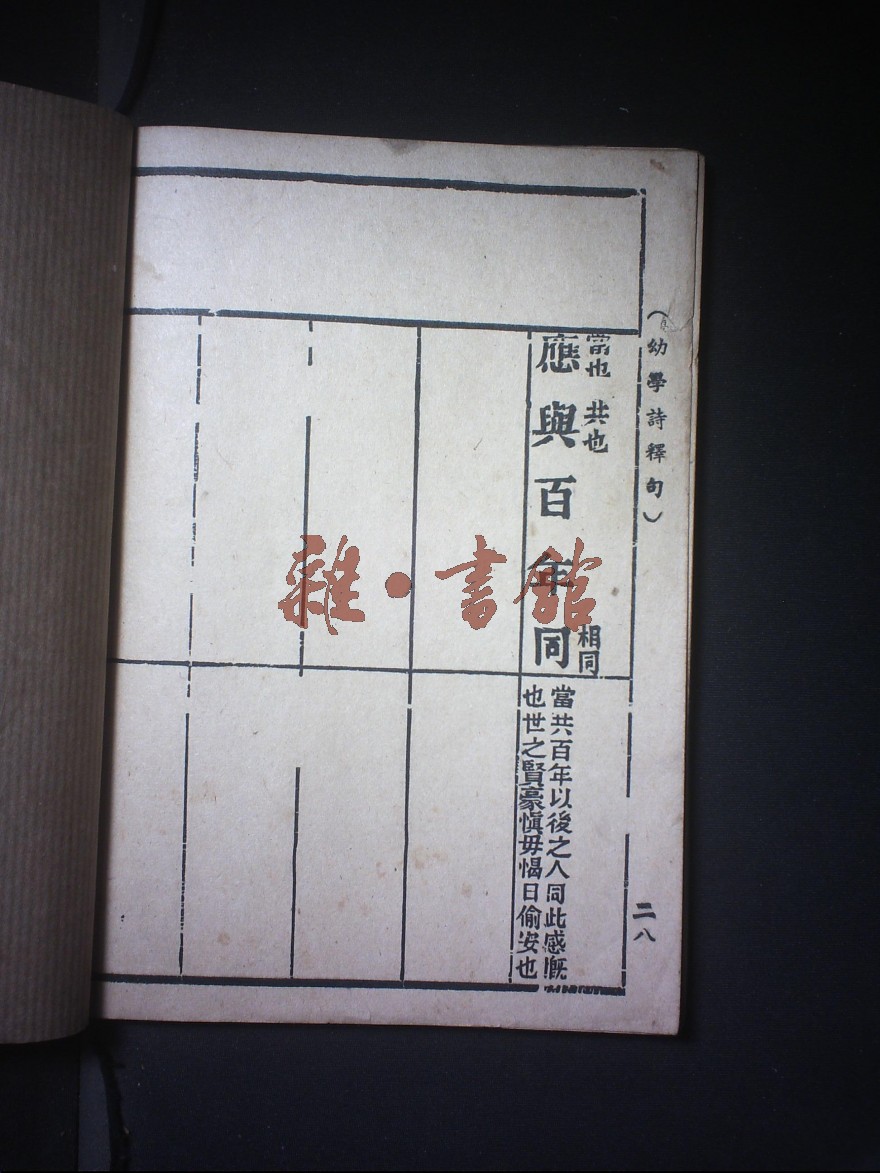 （幼學詩釋句）
二八
當也　共也　相同
應與百年同
當共百年以後之人同此感慨
也世之賢豪慎毋愒日偷安也
雜·書館